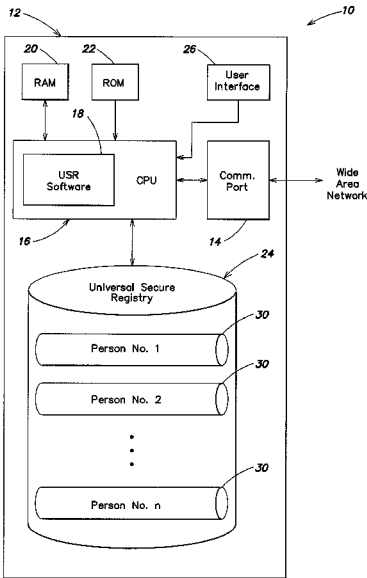 10
12
20
22
26
RAM
ROM
User
Interface
18
USR
Software
CPU
Comm.
Port
Wide
Area
Network
16
14
24
Universal Secure
Registry
30
Person No. 1
30
Person No. 2
30
Person No. n